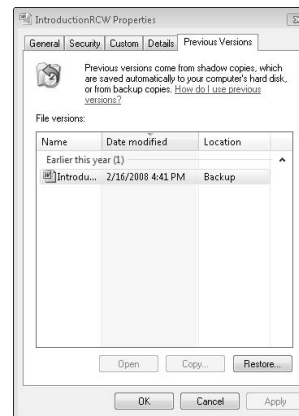 IntroductionRCW Properties
General Security Custom Details Previous Versions
Previous versions come from shadow copies, which
are saved automatically to your computer's hard disk,
or from backup copies. How do I use previous
versions?
File versions:
Name Date modified Location
Earlier this year (1)
Introdu... 2/16/2008 4:41 PM Backup
Open Copy... Restore...
OK Cancel Apply